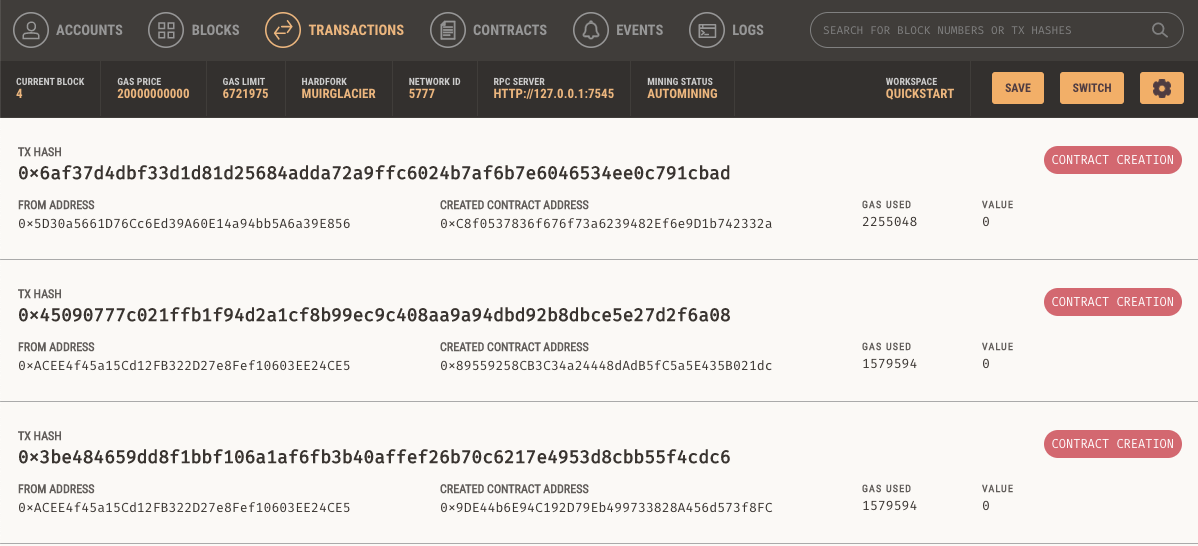 ACCOUNTS BLOCKS TRANSACTIONS CONTRACTS EVENTS LOGS SEARCH FOR BLOCK NUMBERS OR TX HASHES
CURRENT BLOCK GAS PRICE GAS LIMIT HARDFORK NETWORK ID RPC SERVER MINING STATUS WORKSPACE
4 20000000000 6721975 MUIRGLACIER 5777 HTTP://127.0.0.1:7545 AUTOMINING QUICKSTART SAVE SWITCH
TX HASH
0x6af37d4dbf33d1d81d25684adda72a9ffc6024b7af6b7e6046534ee0c791cbad CONTRACT CREATION
FROM ADDRESS CREATED CONTRACT ADDRESS GAS USED VALUE
0x5D30a5661D76Cc6Ed39A60E14a94bb5A6a39E856 0xC8f0537836f676f73a6239482Ef6e9D1b742332a 2255048 0
TX HASH
0x45090777c021ffb1f94d2a1cf8b99ec9c408aa9a94dbd92b8dbce5e27d2f6a08 CONTRACT CREATION
FROM ADDRESS CREATED CONTRACT ADDRESS GAS USED VALUE
0xACEE4f45a15Cd12FB322D27e8Fef10603EE24CE5 0x89559258CB3C34a24448dAdB5fC5a5E435B021dc 1579594 0
TX HASH
0x3be484659dd8f1bbf106a1af6fb3b40affef26b70c6217e4953d8cbb55f4cdc6 CONTRACT CREATION
FROM ADDRESS CREATED CONTRACT ADDRESS GAS USED VALUE
0xACEE4f45a15Cd12FB322D27e8Fef10603EE24CE5 0x9DE44b6E94C192D79Eb499733828A456d573f8FC 1579594 0